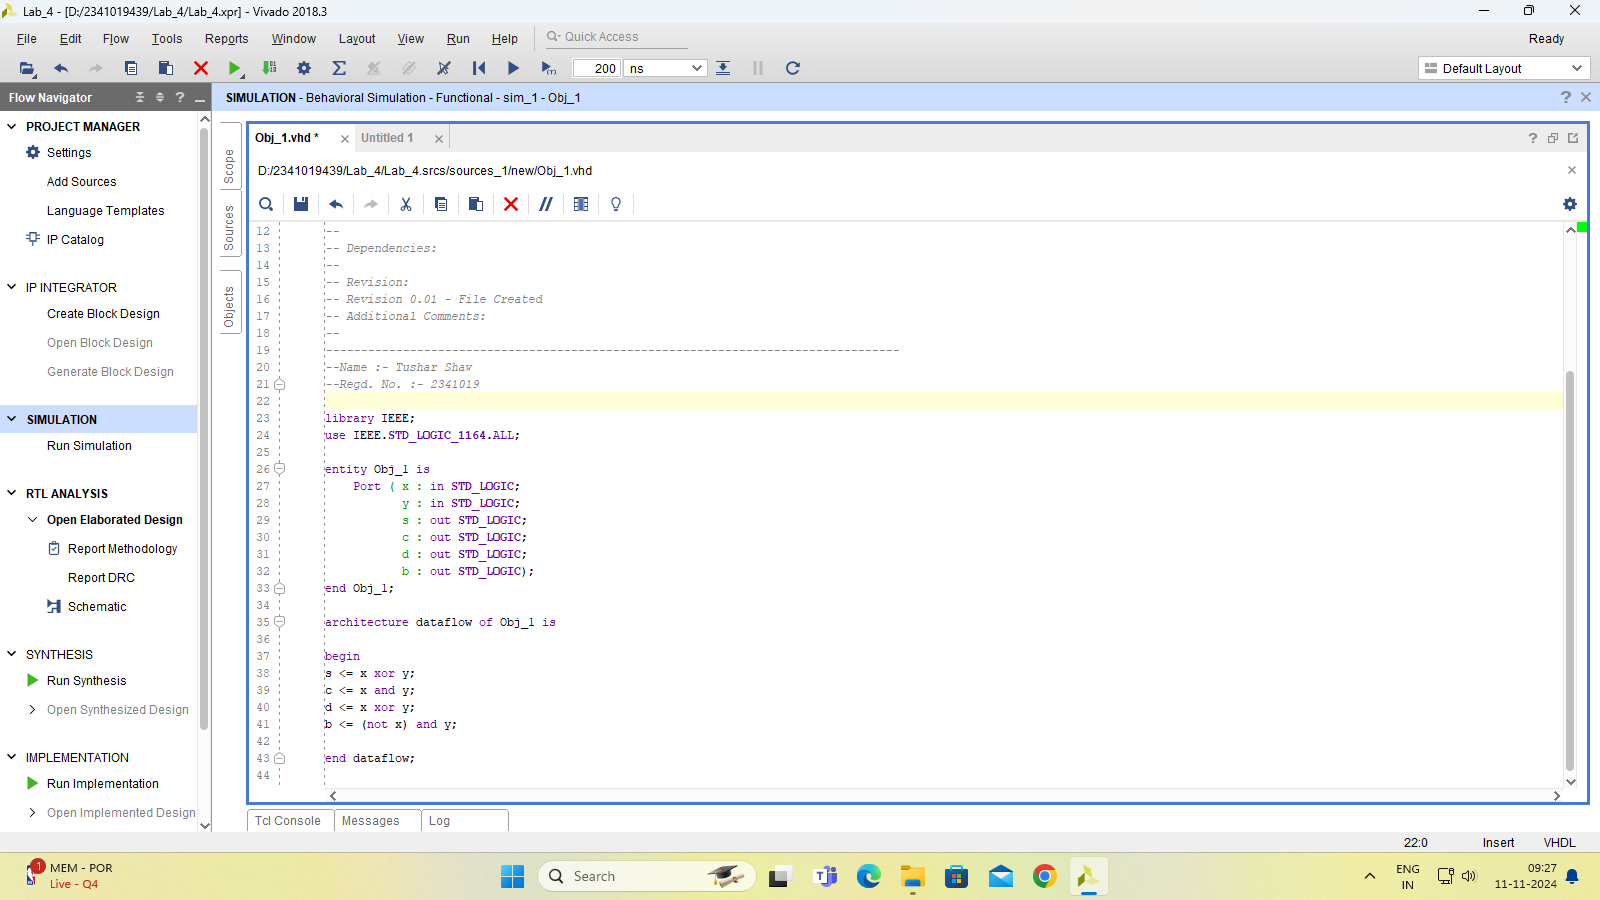 Lab_4 - [D:/2341019439/Lab_4/Lab_4.xpr] - Vivado 2018.3
File Edit Flow Tools Reports Window Layout View Run Help
Quick Access
Ready
200 ns
Default Layout
Flow Navigator
SIMULATION - Behavioral Simulation - Functional - sim_1 - Obj_1
PROJECT MANAGER
Settings
Add Sources
Language Templates
IP Catalog
IP INTEGRATOR
Create Block Design
Open Block Design
Generate Block Design
SIMULATION
Run Simulation
RTL ANALYSIS
Open Elaborated Design
Report Methodology
Report DRC
Schematic
SYNTHESIS
Run Synthesis
Open Synthesized Design
IMPLEMENTATION
Run Implementation
Open Implemented Design
Scope
Sources
Objects
Obj_1.vhd *
Untitled 1
D:/2341019439/Lab_4/Lab_4.srcs/sources_1/new/Obj_1.vhd
12 --
13 -- Dependencies:
14 --
15 -- Revision:
16 -- Revision 0.01 - File Created
17 -- Additional Comments:
18 --
19 ----------------------------------------------------------------------------------
20 --Name :- Tushar Shaw
21 --Regd. No. :- 2341019
22
23 library IEEE;
24 use IEEE.STD_LOGIC_1164.ALL;
25
26 entity Obj_1 is
27 Port ( x : in STD_LOGIC;
28 y : in STD_LOGIC;
29 s : out STD_LOGIC;
30 c : out STD_LOGIC;
31 d : out STD_LOGIC;
32 b : out STD_LOGIC);
33 end Obj_1;
34
35 architecture dataflow of Obj_1 is
36
37 begin
38 s <= x xor y;
39 c <= x and y;
40 d <= x xor y;
41 b <= (not x) and y;
42
43 end dataflow;
44
Tcl Console
Messages
Log
22:0
Insert
VHDL
1
MEM - POR
Live - Q4
Search
ENG
IN
09:27
11-11-2024